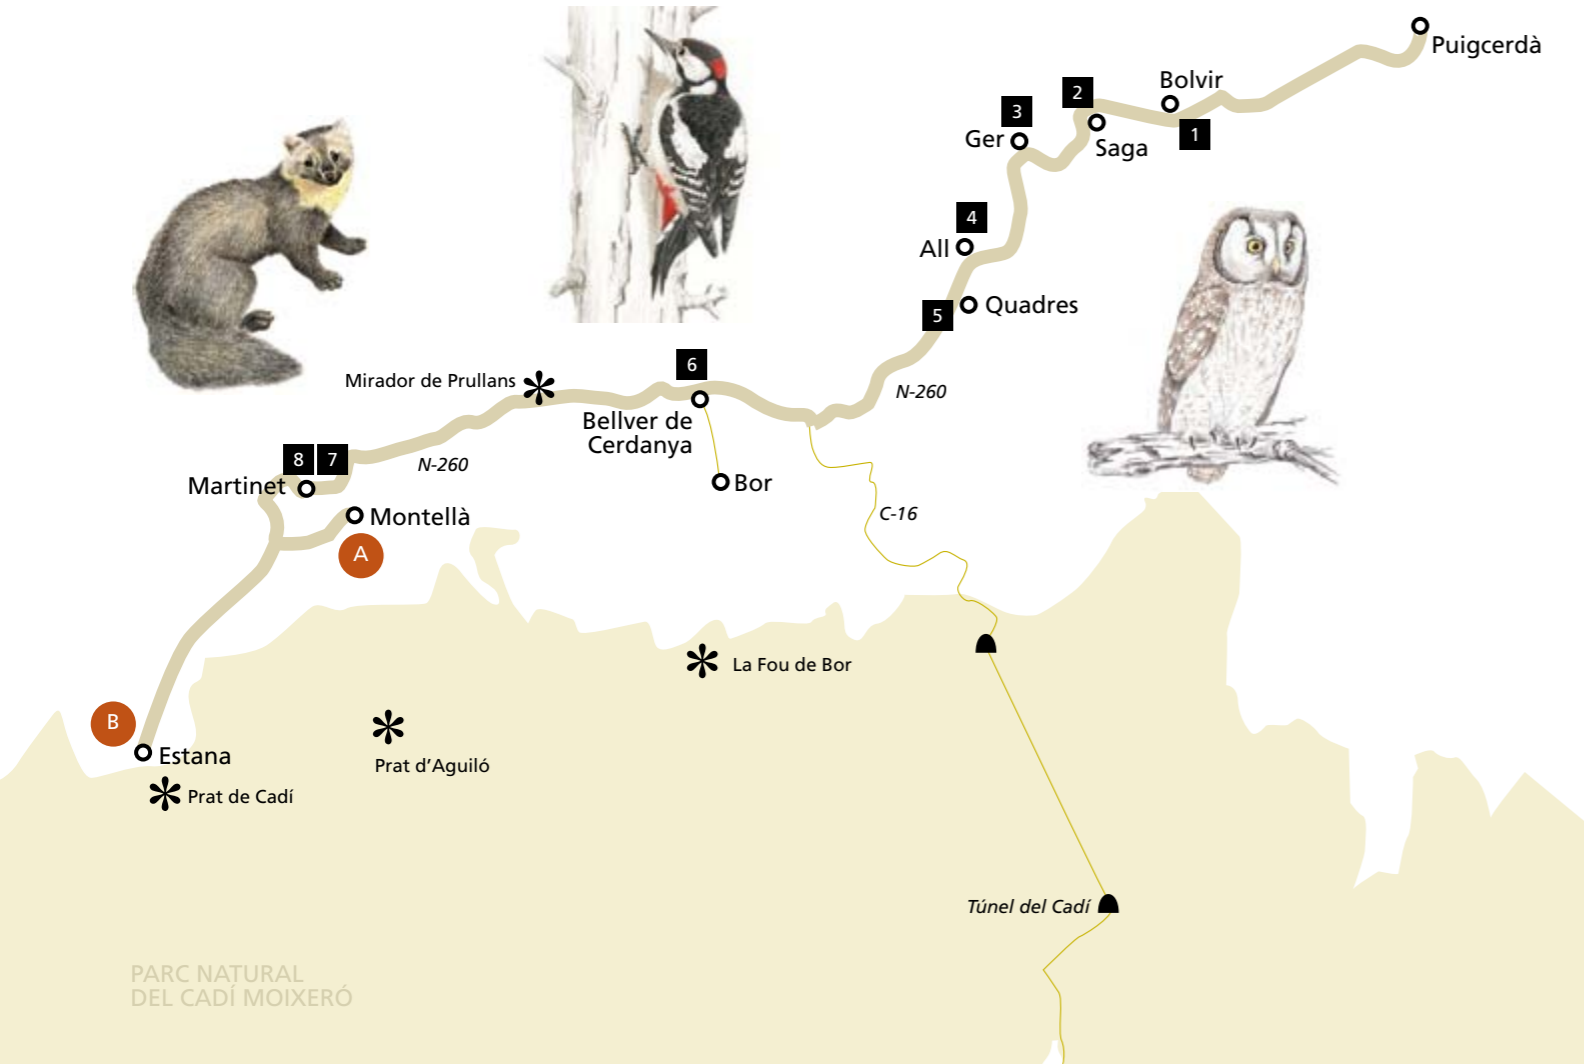 Puigcerdà
Bolvir
2
1
3
Ger
Saga
4
All
Quadres
5
6
Mirador de Prullans
N-260
Bellver de
Cerdanya
8
7
N-260
Martinet
Bor
Montellà
C-16
A
La Fou de Bor
B
Estana
Prat d’Aguiló
Prat de Cadí
Túnel del Cadí
PARC NATURAL
DEL CADÍ MOIXERÓ